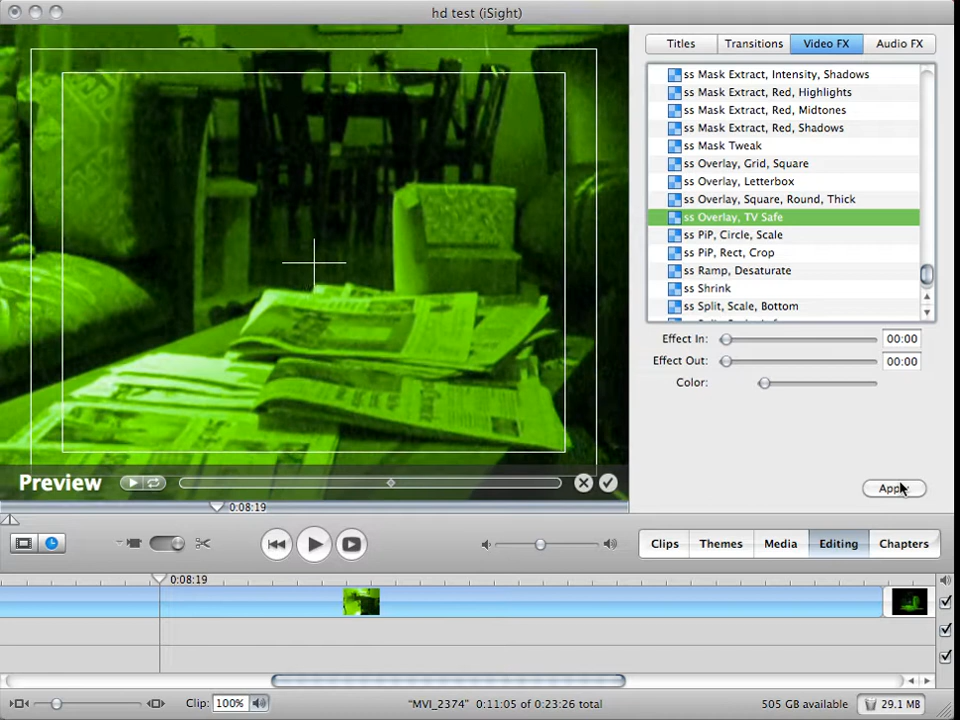 hd test (iSight)
Titles
Transitions
Video FX
Audio FX
ss Mask Extract, Intensity, Shadows
ss Mask Extract, Red, Highlights
ss Mask Extract, Red, Midtones
ss Mask Extract, Red, Shadows
ss Mask Tweak
ss Overlay, Grid, Square
ss Overlay, Letterbox
ss Overlay, Square, Round, Thick
ss Overlay, TV Safe
ss PiP, Circle, Scale
ss PiP, Rect, Crop
ss Ramp, Desaturate
ss Shrink
ss Split, Scale, Bottom
Effect In:
00:00
Effect Out:
00:00
Color:
Preview
0:08:19
Clips
Themes
Media
Editing
Chapters
0:08:19
Clip:
100%
“MVI_2374” 0:11:05 of 0:23:26 total
505 GB available
29.1 MB